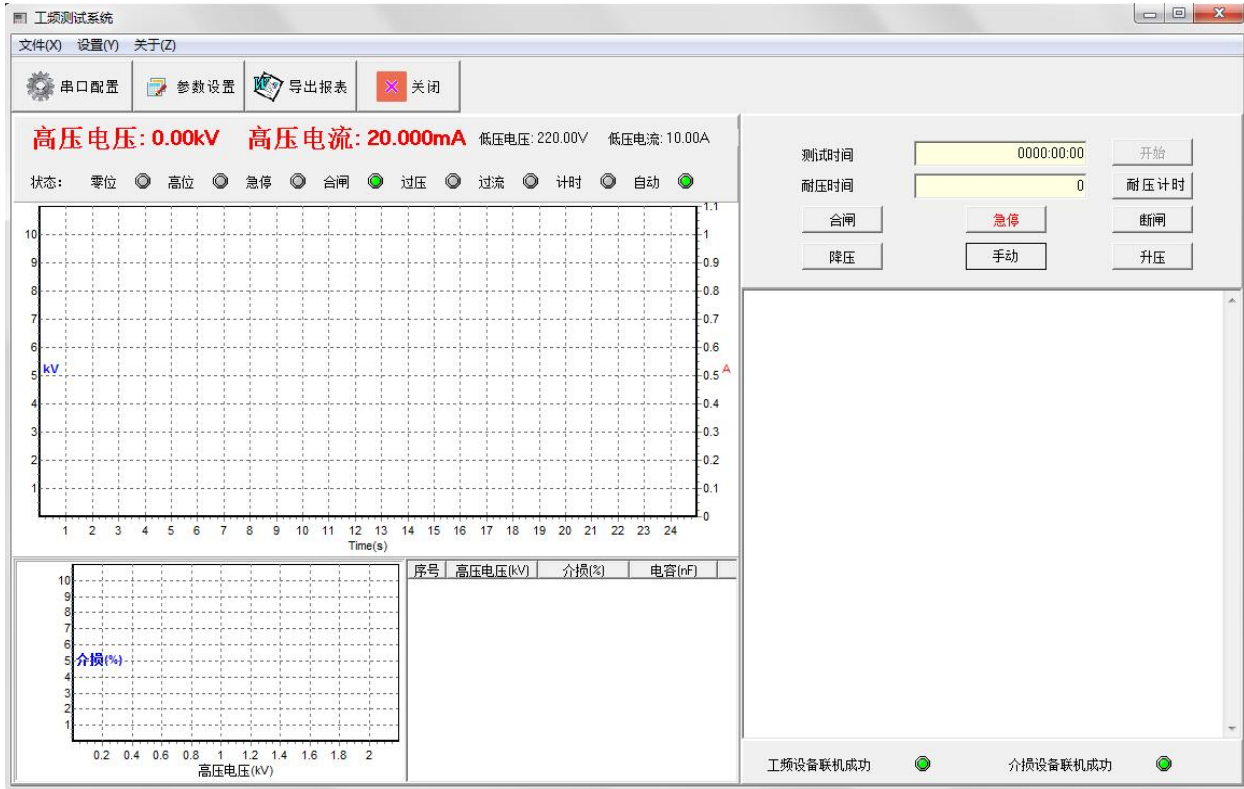 工频测试系统
文件(X) 设置(Y) 关于(Z)
串口配置 参数设置 导出报表 关闭
高压电压: 0.00kV 高压电流: 20.000mA 低压电压: 220.00V 低压电流: 10.00A
状态: 零位 高位 急停 合闸 过压 过流 计时 自动
10
9
8
7
6
5
4
3
2
1
kV
1.1
1
0.9
0.8
0.7
0.6
0.5
0.4
0.3
0.2
0.1
0
A
1 2 3 4 5 6 7 8 9 10 11 12 13 14 15 16 17 18 19 20 21 22 23 24
Time(s)
10
9
8
7
6
5
4
3
2
1
介损(%)
0.2 0.4 0.6 0.8 1 1.2 1.4 1.6 1.8 2
高压电压(kV)
序号 高压电压(kV) 介损(%) 电容(nF)
测试时间 0000:00:00 开始
耐压时间 0 耐压计时
合闸 急停 断闸
降压 手动 升压
工频设备联机成功 介损设备联机成功